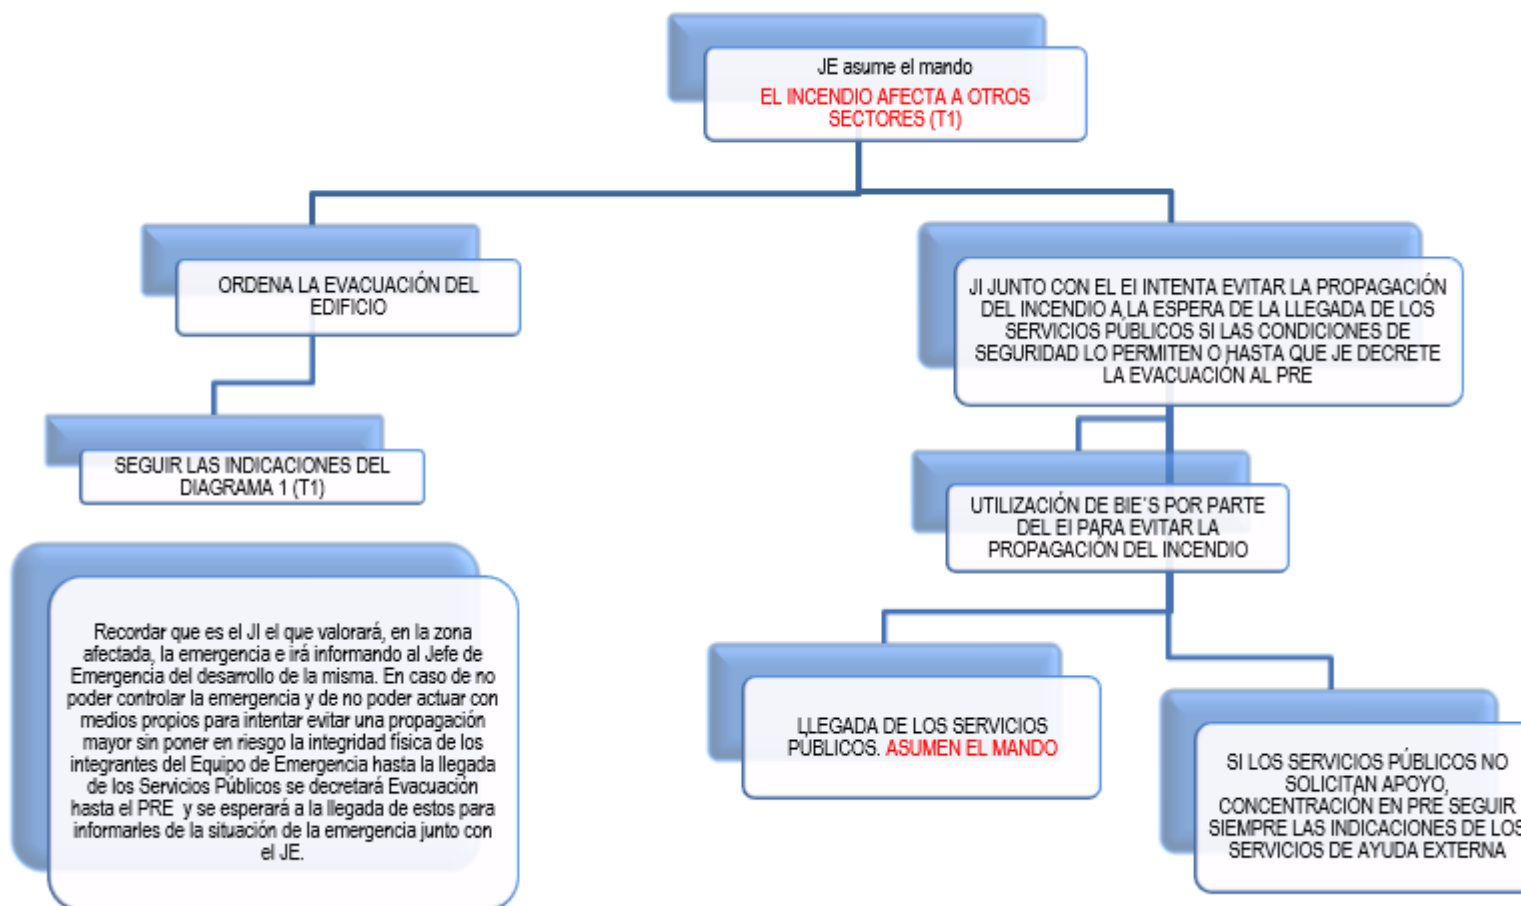 JE asume el mando
EL INCENDIO AFECTA A OTROS
SECTORES (T1)
ORDENA LA EVACUACIÓN DEL
EDIFICIO
SEGUIR LAS INDICACIONES DEL
DIAGRAMA 1 (T1)
Recordar que es el JI el que valorará, en la zona
afectada, la emergencia e irá informando al Jefe de
Emergencia del desarrollo de la misma. En caso de no
poder controlar la emergencia y de no poder actuar con
medios propios para intentar evitar una propagación
mayor sin poner en riesgo la integridad física de los
integrantes del Equipo de Emergencia hasta la llegada
de los Servicios Públicos se decretará Evacuación
hasta el PRE y se esperará a la llegada de estos para
informarles de la situación de la emergencia junto con
el JE.
JI JUNTO CON EL EI INTENTA EVITAR LA PROPAGACIÓN
DEL INCENDIO A LA ESPERA DE LA LLEGADA DE LOS
SERVICIOS PÚBLICOS SI LAS CONDICIONES DE
SEGURIDAD LO PERMITEN O HASTA QUE JE DECRETE
LA EVACUACIÓN AL PRE
UTILIZACIÓN DE BIE´S POR PARTE
DEL EI PARA EVITAR LA
PROPAGACIÓN DEL INCENDIO
LLEGADA DE LOS SERVICIOS
PÚBLICOS. ASUMEN EL MANDO
SI LOS SERVICIOS PÚBLICOS NO
SOLICITAN APOYO,
CONCENTRACIÓN EN PRE SEGUIR
SIEMPRE LAS INDICACIONES DE LOS
SERVICIOS DE AYUDA EXTERNA